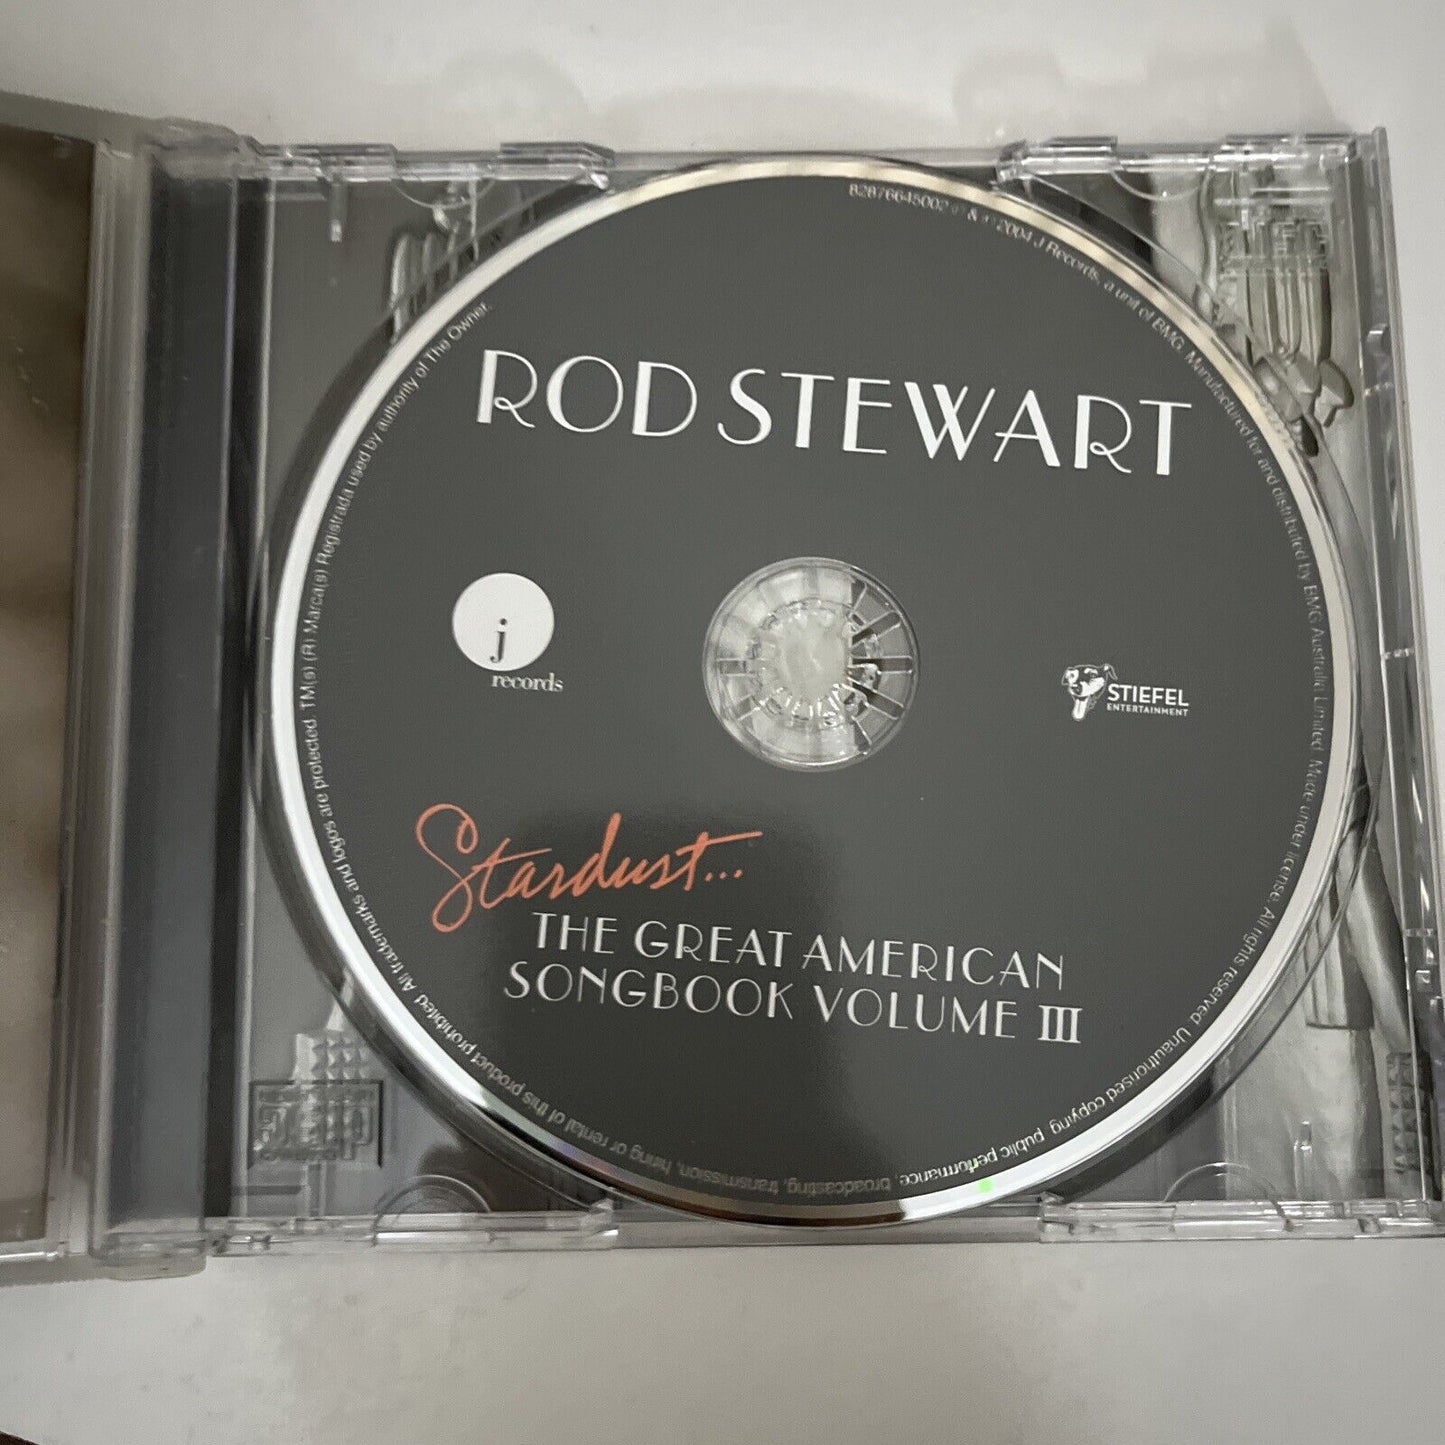 ROD STEWART
j
records
STIEFEL
ENTERTAINMENT
Stardust...
THE GREAT AMERICAN
SONGBOOK VOLUME III
82876645002 ℗ & © 2004 J Records, a unit of BMG. Manufactured for and distributed by BMG Australia Limited. Made under license. All rights reserved. Unauthorised copying, public performance, broadcasting, transmission, hiring or rental of this product prohibited. All trademarks and logos are protected. TM(s) (R) Marca(s) Registrada used by authority of The Owner.